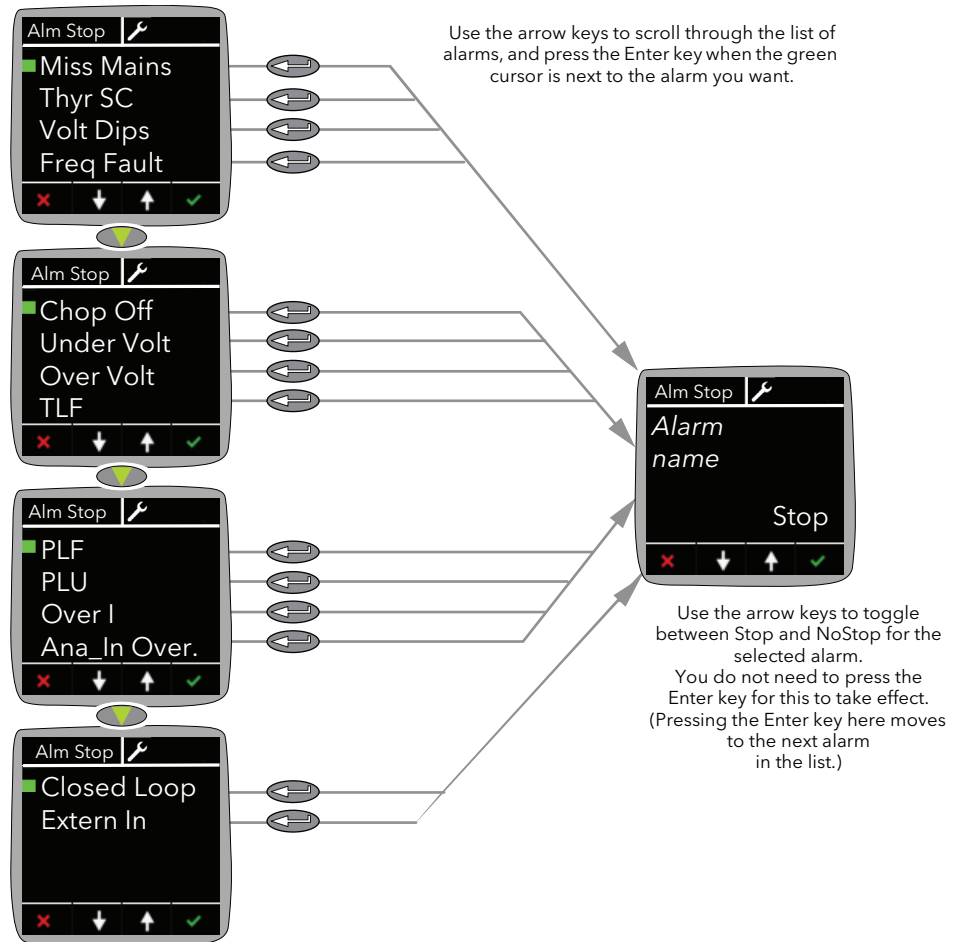 Alm Stop
Miss Mains
Thyr SC
Volt Dips
Freq Fault
Use the arrow keys to scroll through the list of
alarms, and press the Enter key when the green
cursor is next to the alarm you want.
Alm Stop
Chop Off
Under Volt
Over Volt
TLF
Alm Stop
PLF
PLU
Over I
Ana_In Over.
Alm Stop
Closed Loop
Extern In
Alm Stop
Alarm
name
Stop
Use the arrow keys to toggle
between Stop and NoStop for the
selected alarm.
You do not need to press the
Enter key for this to take effect.
(Pressing the Enter key here moves
to the next alarm
in the list.)